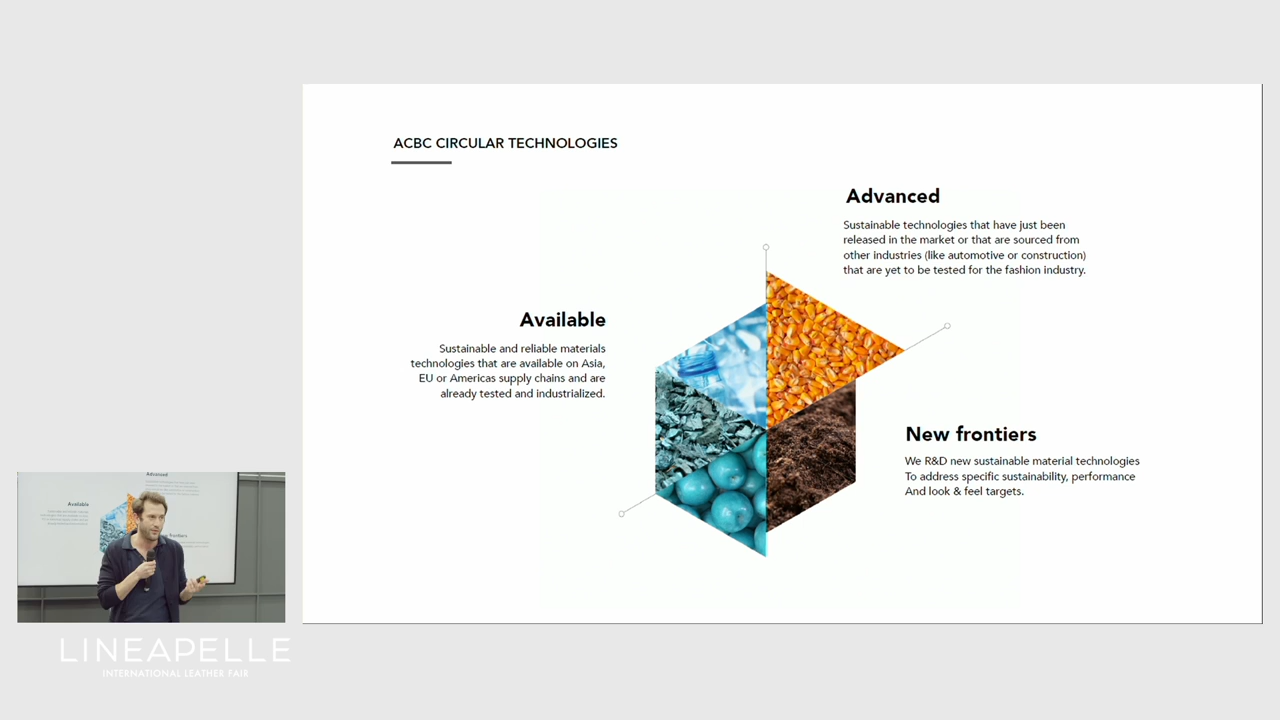 ACBC CIRCULAR TECHNOLOGIES
Advanced
Sustainable technologies that have just been
released in the market or that are sourced from
other industries (like automotive or construction)
that are yet to be tested for the fashion industry.
Available
Sustainable and reliable materials
technologies that are available on Asia,
EU or Americas supply chains and are
already tested and industrialized.
New frontiers
We R&D new sustainable material technologies
To address specific sustainability, performance
And look & feel targets.
Advanced
Available
frontiers
LINEAPELLE
INTERNATIONAL LEATHER FAIR